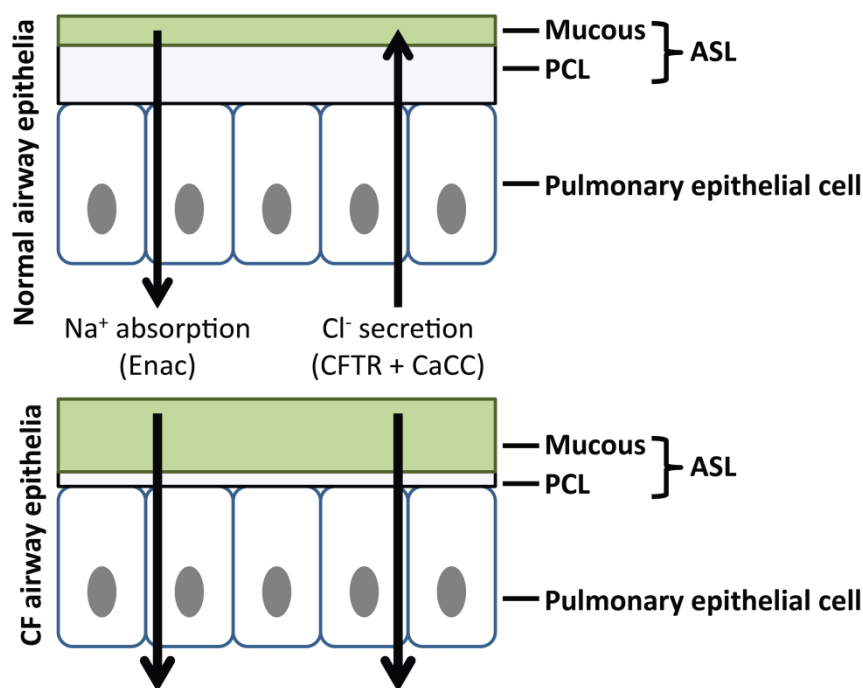 Normal airway epithelia
Mucous
ASL
PCL
Pulmonary epithelial cell
Na⁺ absorption
(Enac)
Cl⁻ secretion
(CFTR + CaCC)
CF airway epithelia
Mucous
ASL
PCL
Pulmonary epithelial cell